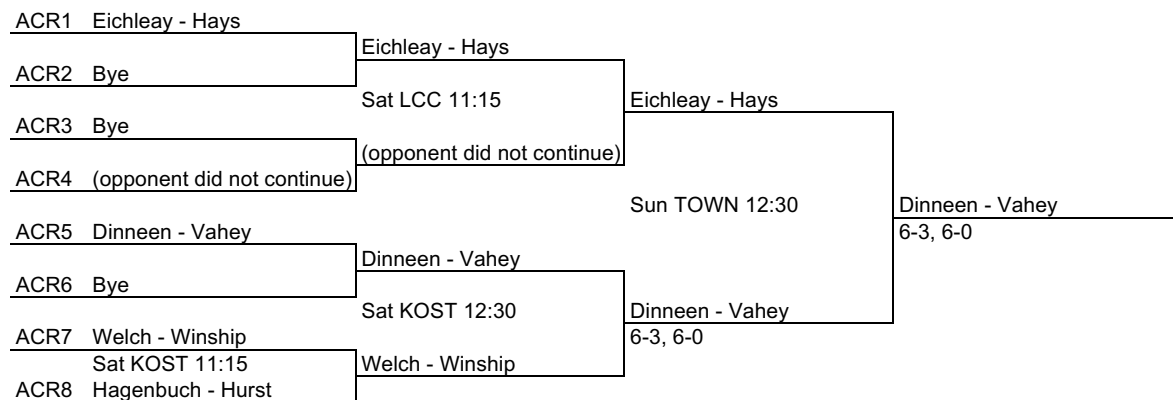 ACR1 Eichleay - Hays
Eichleay - Hays
ACR2 Bye
Sat LCC 11:15
Eichleay - Hays
ACR3 Bye
(opponent did not continue)
ACR4 (opponent did not continue)
Sun TOWN 12:30
Dinneen - Vahey
ACR5 Dinneen - Vahey
6-3, 6-0
Dinneen - Vahey
ACR6 Bye
Sat KOST 12:30
Dinneen - Vahey
ACR7 Welch - Winship
6-3, 6-0
Sat KOST 11:15
Welch - Winship
ACR8 Hagenbuch - Hurst